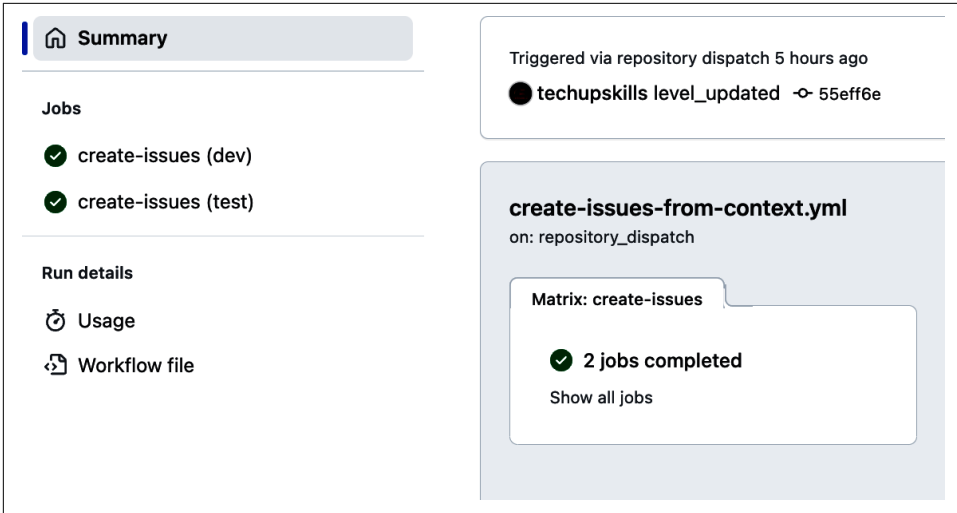 Summary
Jobs
create-issues (dev)
create-issues (test)
Run details
Usage
Workflow file
Triggered via repository dispatch 5 hours ago
techupskills level_updated 55eff6e
create-issues-from-context.yml
on: repository_dispatch
Matrix: create-issues
2 jobs completed
Show all jobs